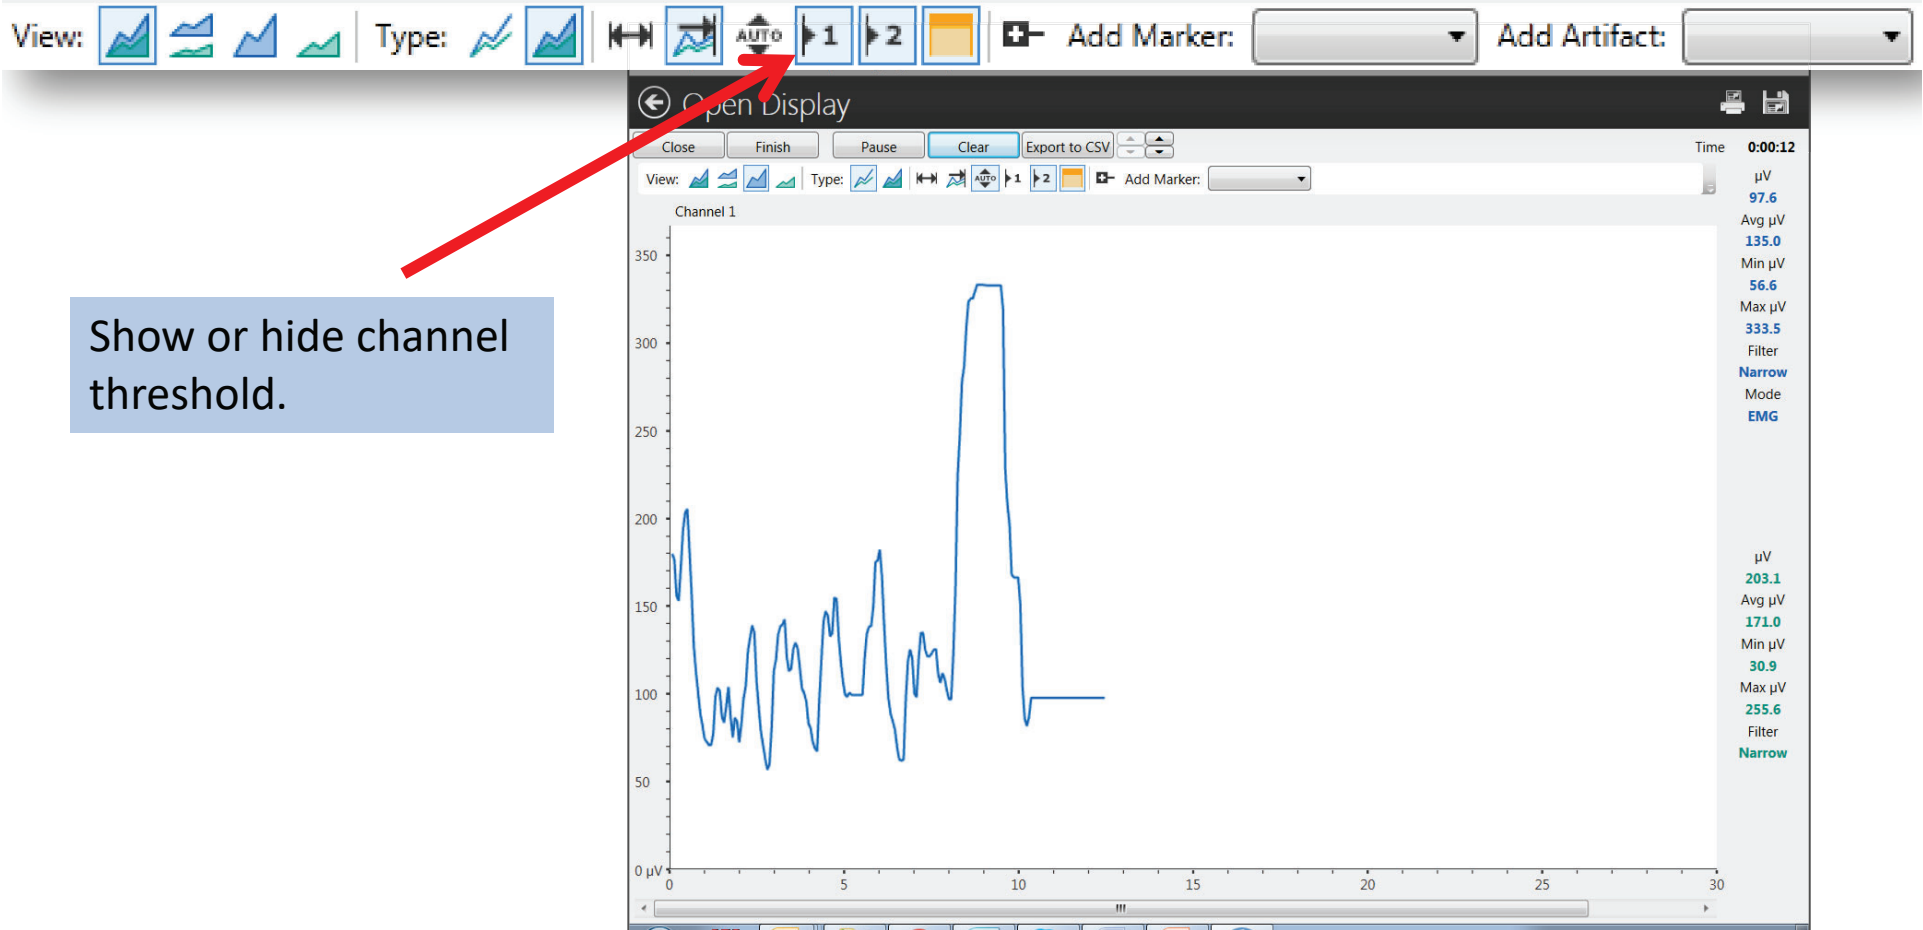 View: Type: AUTO 1 2 Add Marker: Add Artifact:
Open Display
Close Finish Pause Clear Export to CSV Time 0:00:12
View: Type: AUTO 1 2 Add Marker:
Channel 1
Show or hide channel
threshold.
350
300
250
200
150
100
50
0 µV
0 5 10 15 20 25 30
µV
97.6
Avg µV
135.0
Min µV
56.6
Max µV
333.5
Filter
Narrow
Mode
EMG
µV
203.1
Avg µV
171.0
Min µV
30.9
Max µV
255.6
Filter
Narrow